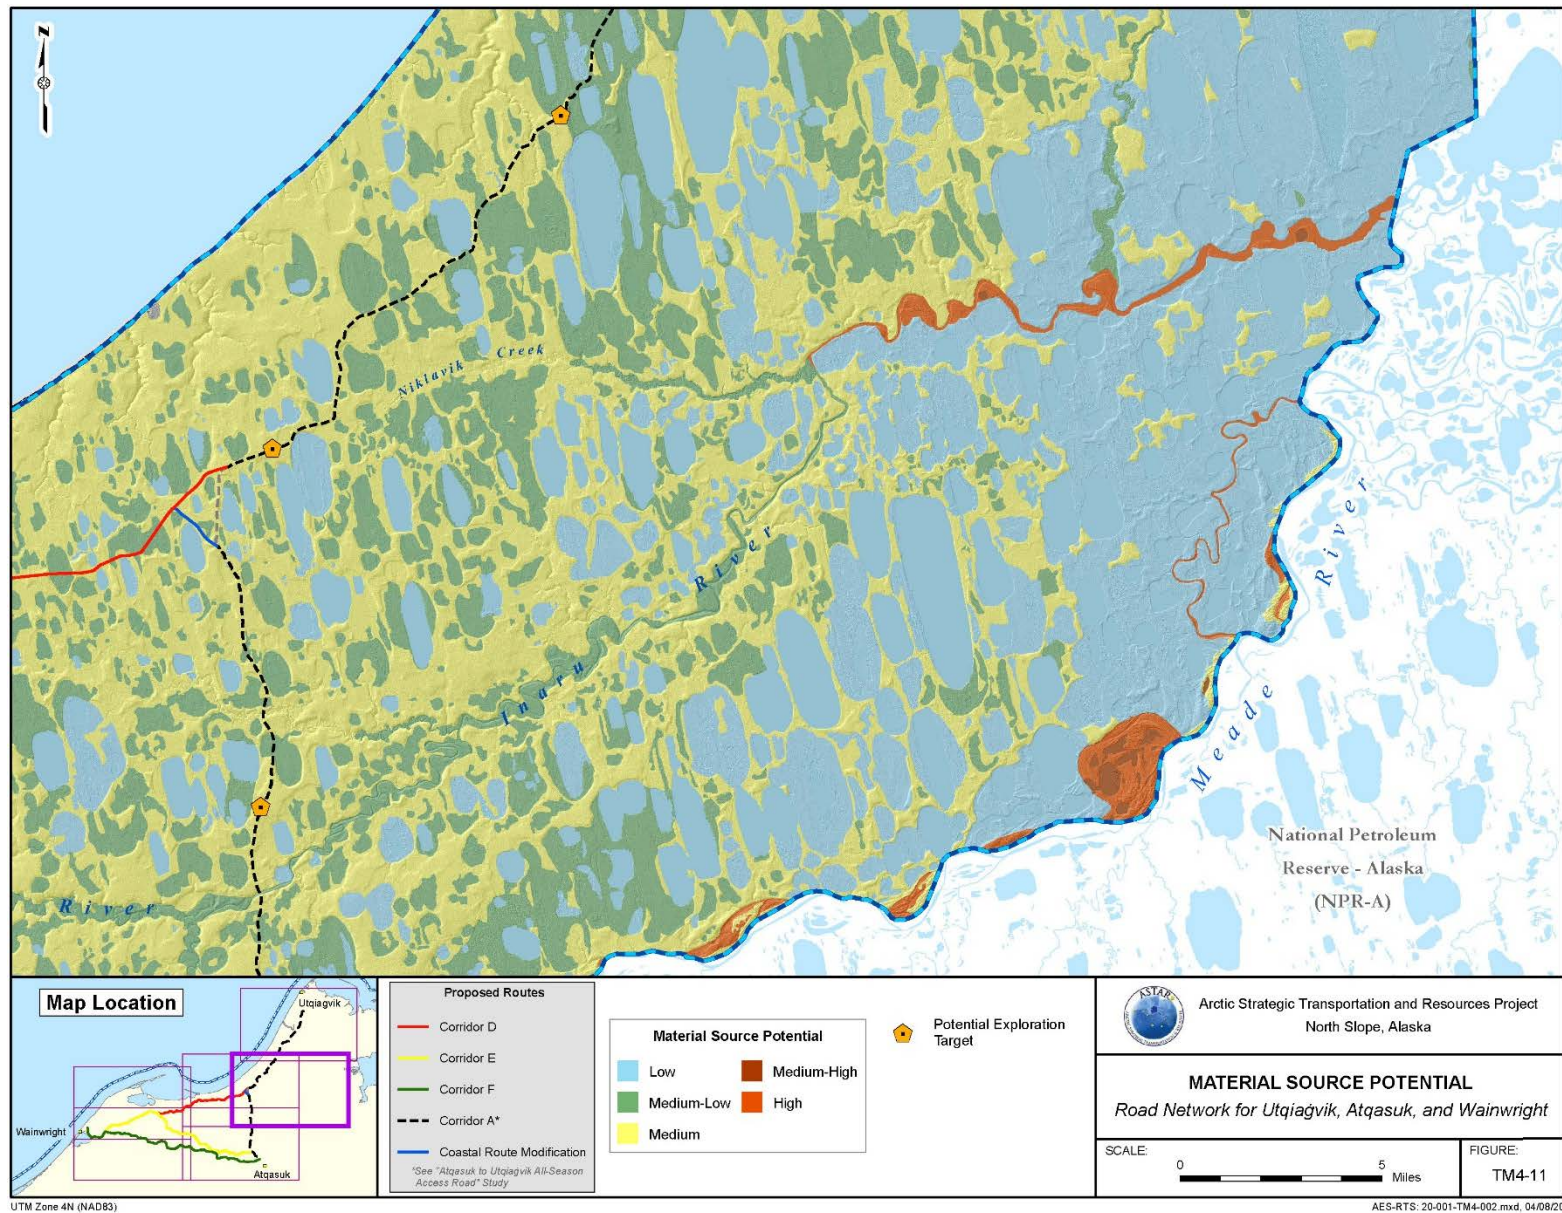 N
Niklavik Creek
Inaru River
River
Meade River
National Petroleum
Reserve - Alaska
(NPR-A)
Map Location
Utqiagvik
Wainwright
Atqasuk
Proposed Routes
Corridor D
Corridor E
Corridor F
Corridor A*
Coastal Route Modification
*See "Atqasuk to Utqiaġvik All-Season
Access Road" Study
Material Source Potential
Low
Medium-Low
Medium
Medium-High
High
Potential Exploration
Target
ASTAR
Arctic Strategic Transportation and Resources Project
North Slope, Alaska
MATERIAL SOURCE POTENTIAL
Road Network for Utqiaġvik, Atqasuk, and Wainwright
SCALE:
0 5
Miles
FIGURE:
TM4-11
UTM Zone 4N (NAD83)
AES-RTS: 20-001-TM4-002.mxd, 04/08/20